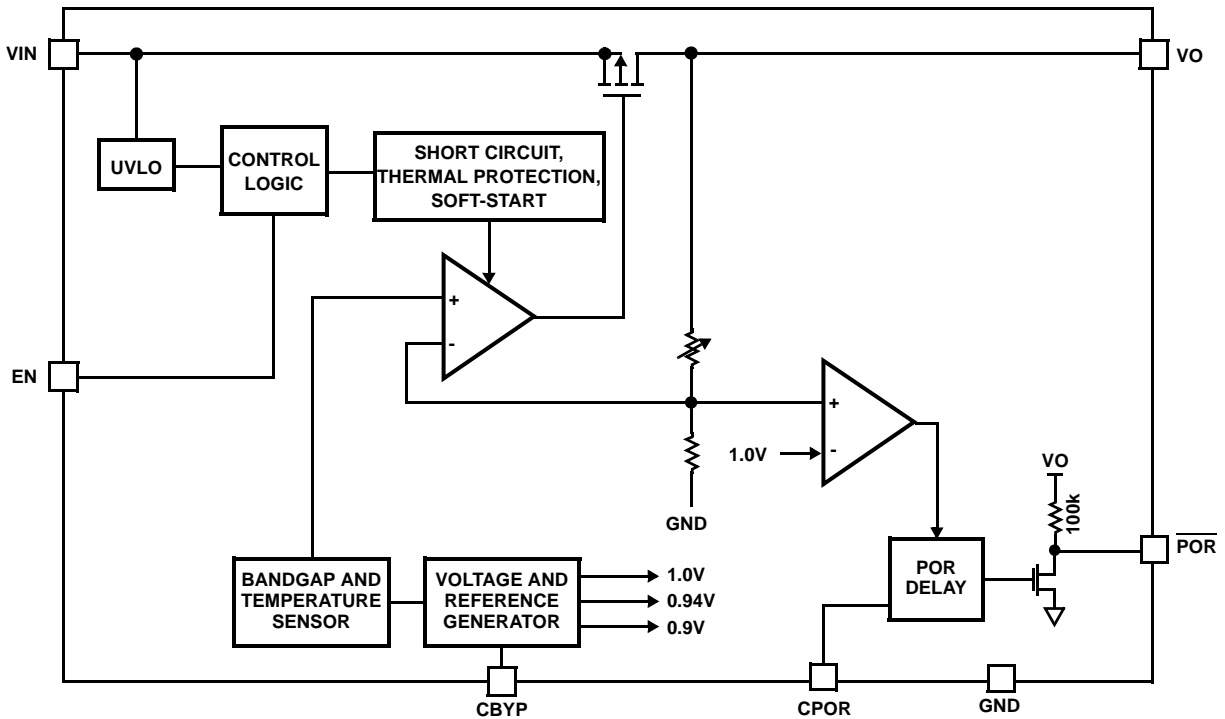 VIN
VO
UVLO
CONTROL
LOGIC
SHORT CIRCUIT,
THERMAL PROTECTION,
SOFT-START
+
-
EN
+
-
1.0V
GND
VO
100k
POR
BANDGAP AND
TEMPERATURE
SENSOR
VOLTAGE AND
REFERENCE
GENERATOR
1.0V
0.94V
0.9V
POR
DELAY
CBYP
CPOR
GND